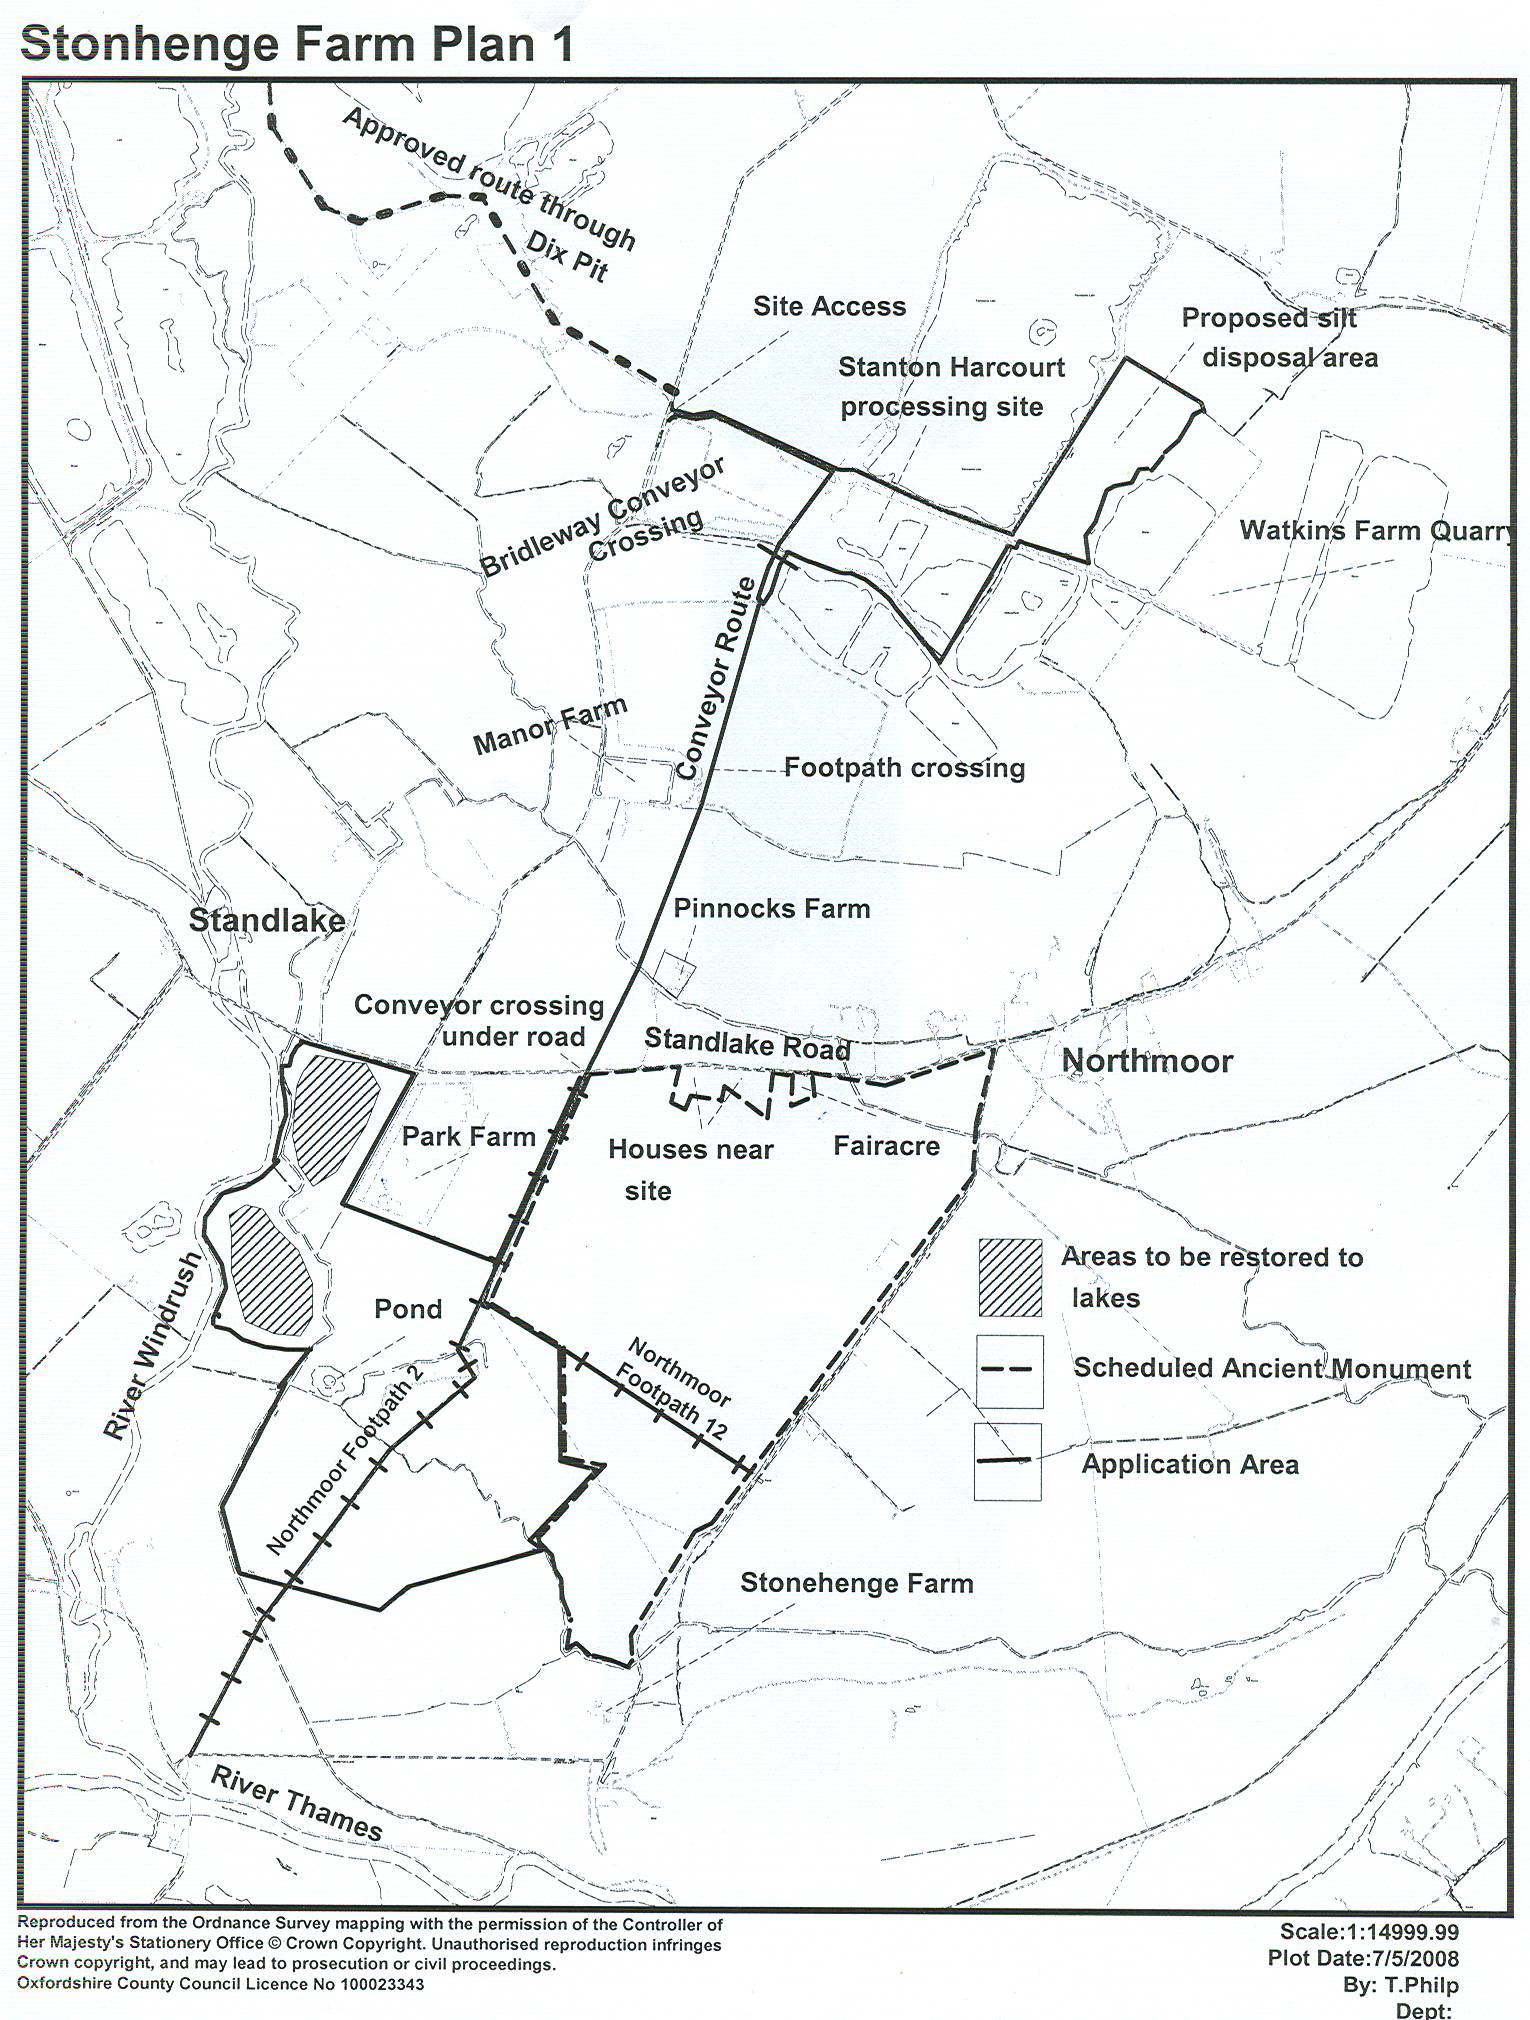 Stonhenge Farm Plan 1
Approved route through
Dix Pit
Site Access
Proposed silt
disposal area
Stanton Harcourt
processing site
Bridleway Conveyor
Crossing
Watkins Farm Quarry
Conveyor Route
Manor Farm
Footpath crossing
Pinnocks Farm
Standlake
Conveyor crossing
under road
Standlake Road
Northmoor
Park Farm
Houses near
site
Fairacre
River Windrush
Pond
Northmoor
Footpath 12
Northmoor Footpath 2
Areas to be restored to
lakes
Scheduled Ancient Monument
Application Area
Stonehenge Farm
River Thames
Reproduced from the Ordnance Survey mapping with the permission of the Controller of
Her Majesty's Stationery Office © Crown Copyright. Unauthorised reproduction infringes
Crown copyright, and may lead to prosecution or civil proceedings.
Oxfordshire County Council Licence No 100023343
Scale:1:14999.99
Plot Date:7/5/2008
By: T.Philp
Dept: